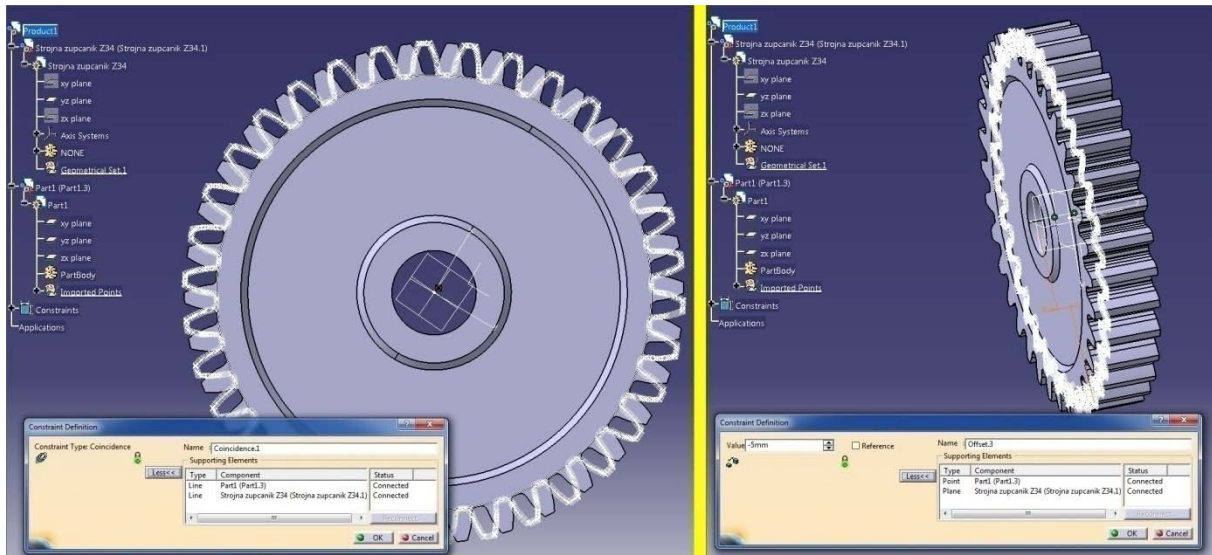 Product1
Strojna zupcanik Z34 (Strojna zupcanik Z34.1)
Strojna zupcanik Z34
xy plane
yz plane
zx plane
Axis Systems
NONE
Geometrical Set.1
Part1 (Part1.3)
Part1
xy plane
yz plane
zx plane
PartBody
Imported Points
Constraints
Applications
Constraint Definition
Constraint Type: Coincidence
Name : Coincidence.1
Supporting Elements
Less<<
Type Component Status
Line Part1 (Part1.3) Connected
Line Strojna zupcanik Z34 (Strojna zupcanik Z34.1) Connected
Reconnect...
OK Cancel
Product1
Strojna zupcanik Z34 (Strojna zupcanik Z34.1)
Strojna zupcanik Z34
xy plane
yz plane
zx plane
Axis Systems
NONE
Geometrical Set.1
Part1 (Part1.3)
Part1
xy plane
yz plane
zx plane
PartBody
Imported Points
Constraints
Applications
Constraint Definition
Value -5mm Reference Name : Offset.3
Supporting Elements
Less<<
Type Component Status
Point Part1 (Part1.3) Connected
Plane Strojna zupcanik Z34 (Strojna zupcanik Z34.1) Connected
Reconnect...
OK Cancel